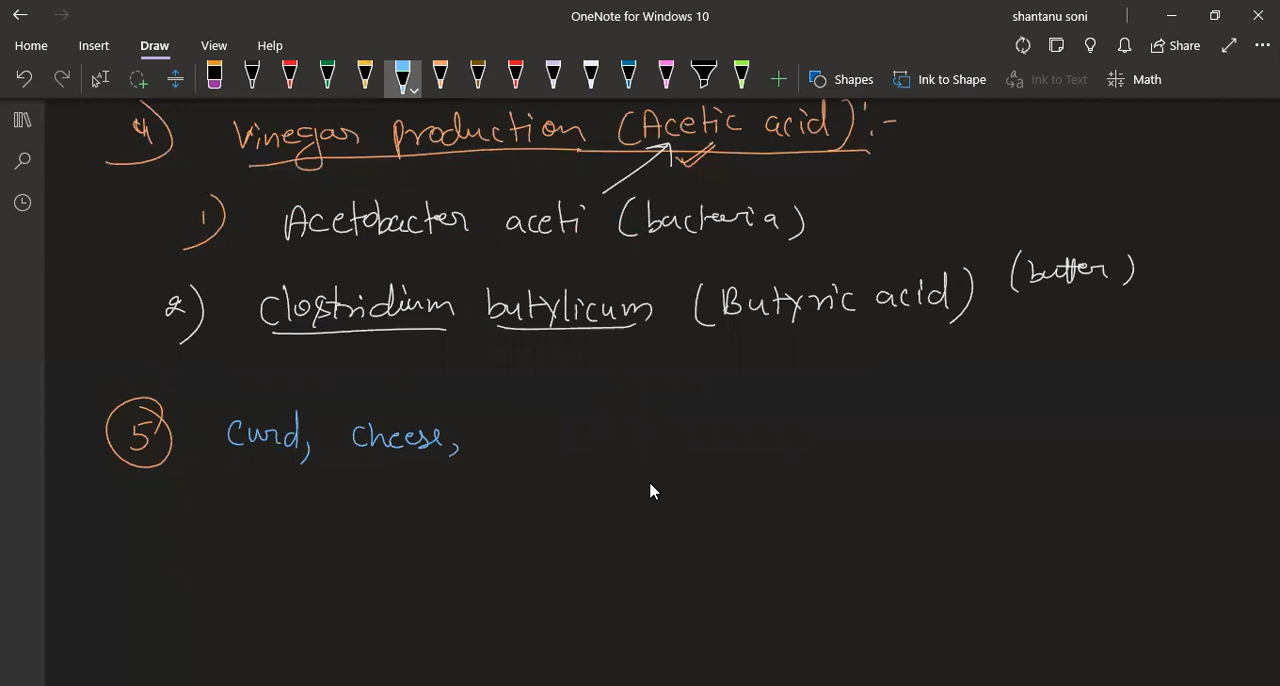 OneNote for Windows 10
shantanu soni
Home Insert Draw View Help
Share
Shapes Ink to Shape Ink to Text Math
4) Vinegar production (Acetic acid) :-
1) Acetobacter aceti (bacteria)
2) Clostridium butylicum (Butyric acid) (butter)
5 Curd, Cheese,